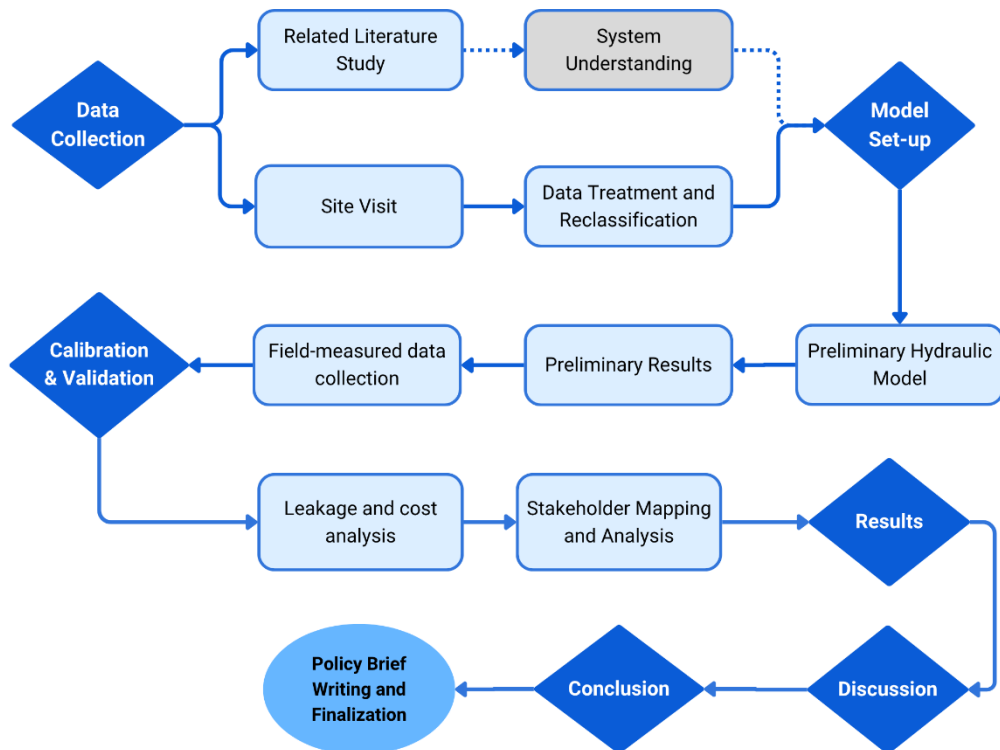 Related Literature
Study
System
Understanding
Data
Collection
Model
Set-up
Site Visit
Data Treatment and
Reclassification
Calibration
& Validation
Field-measured data
collection
Preliminary Results
Preliminary Hydraulic
Model
Leakage and cost
analysis
Stakeholder Mapping
and Analysis
Results
Policy Brief
Writing and
Finalization
Conclusion
Discussion